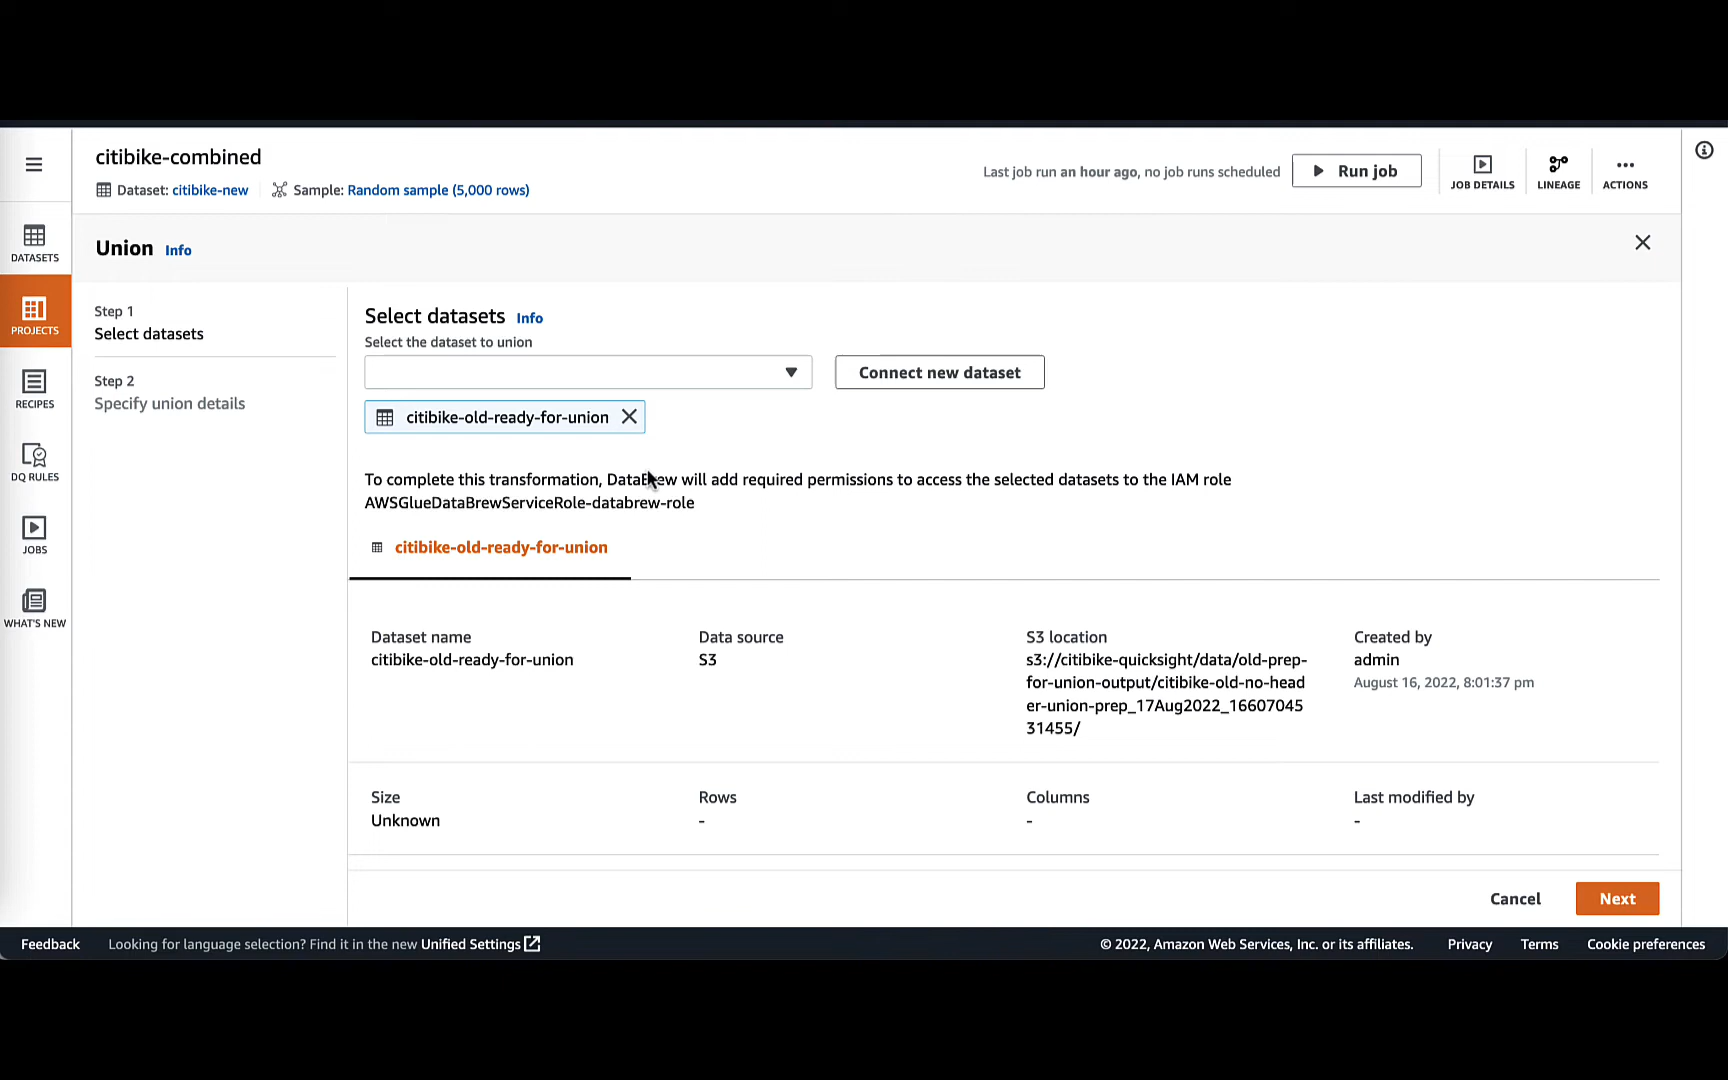 citibike-combined
Dataset: citibike-new
Sample: Random sample (5,000 rows)
Last job run an hour ago, no job runs scheduled
Run job
JOB DETAILS
LINEAGE
ACTIONS
DATASETS
PROJECTS
RECIPES
DQ RULES
JOBS
WHAT'S NEW
Union Info
Step 1
Select datasets
Step 2
Specify union details
Select datasets Info
Select the dataset to union
Connect new dataset
citibike-old-ready-for-union
To complete this transformation, DataBrew will add required permissions to access the selected datasets to the IAM role
AWSGlueDataBrewServiceRole-databrew-role
citibike-old-ready-for-union
Dataset name
citibike-old-ready-for-union
Data source
S3
S3 location
s3://citibike-quicksight/data/old-prep-
for-union-output/citibike-old-no-head
er-union-prep_17Aug2022_16607045
31455/
Created by
admin
August 16, 2022, 8:01:37 pm
Size
Unknown
Rows
-
Columns
-
Last modified by
-
Cancel
Next
Feedback
Looking for language selection? Find it in the new Unified Settings
© 2022, Amazon Web Services, Inc. or its affiliates.
Privacy
Terms
Cookie preferences